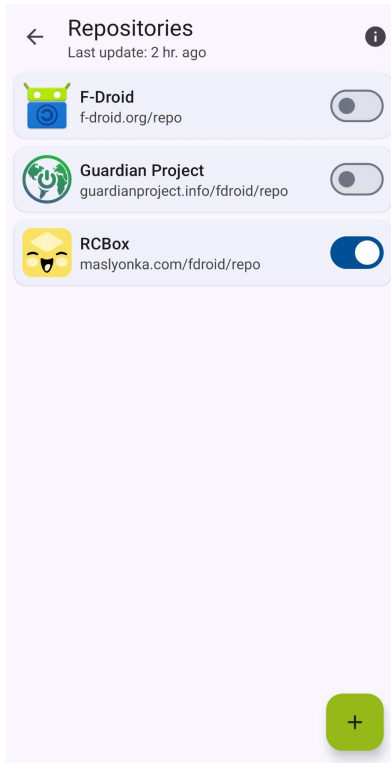 Repositories
Last update: 2 hr. ago
F-Droid
f-droid.org/repo
Guardian Project
guardianproject.info/fdroid/repo
RCBox
maslyonka.com/fdroid/repo